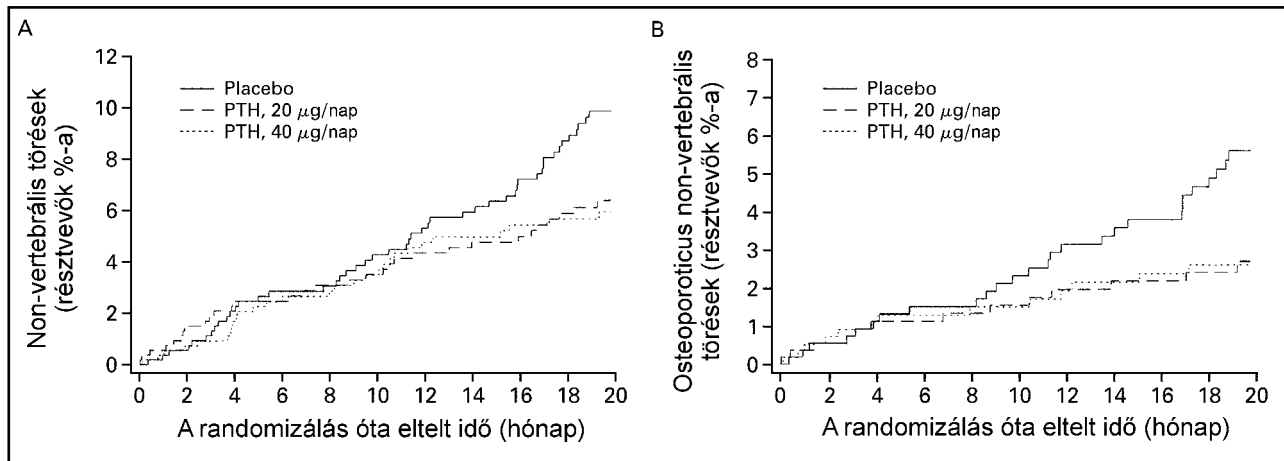 A
Non-vertebrális törések
(résztvevők %-a)
12
10
8
6
4
2
0
Placebo
PTH, 20 μg/nap
PTH, 40 μg/nap
0 2 4 6 8 10 12 14 16 18 20
A randomizálás óta eltelt idő (hónap)
B
Osteoporoticus non-vertebrális
törések (résztvevők %-a)
8
7
6
5
4
3
2
1
0
Placebo
PTH, 20 μg/nap
PTH, 40 μg/nap
0 2 4 6 8 10 12 14 16 18 20
A randomizálás óta eltelt idő (hónap)